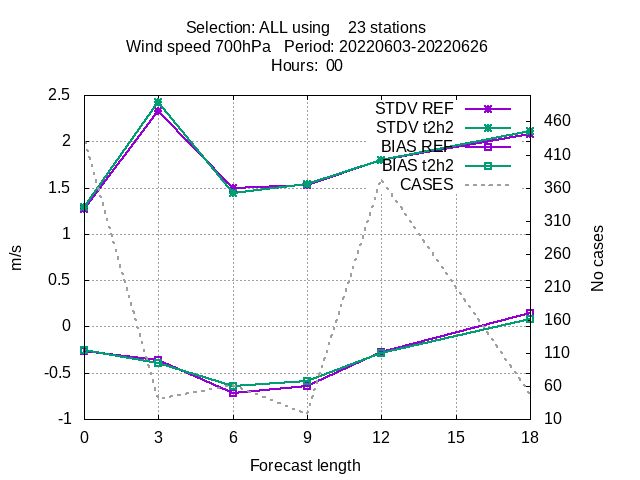 Selection: ALL using    23 stations
Wind speed 700hPa   Period: 20220603-20220626
Hours:  00
STDV REF
STDV t2h2
BIAS REF
BIAS t2h2
CASES
2.5
2
1.5
1
0.5
0
-0.5
-1
460
410
360
310
260
210
160
110
60
10
m/s
No cases
0 3 6 9 12 15 18
Forecast length